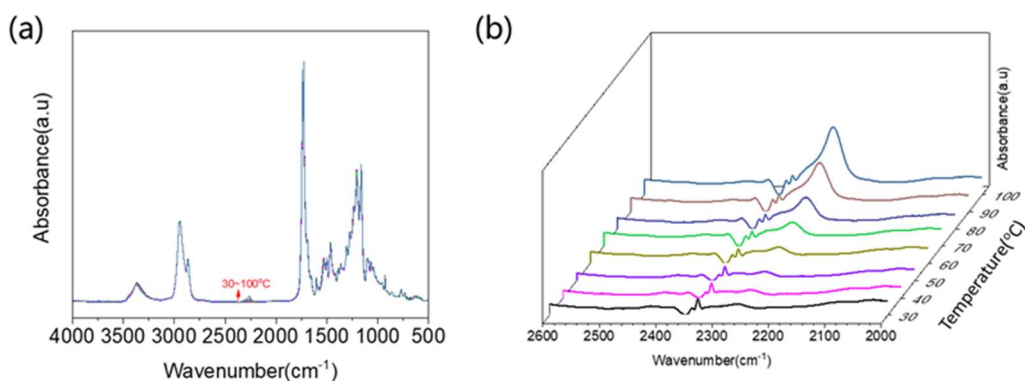 (a)
Absorbance(a.u)
30~100°C
4000 3500 3000 2500 2000 1500 1000 500
Wavenumber(cm⁻¹)
(b)
Absorbance(a.u)
100
90
80
70
60
50
40
30
Temperature(°C)
2600 2500 2400 2300 2200 2100 2000
Wavenumber(cm⁻¹)